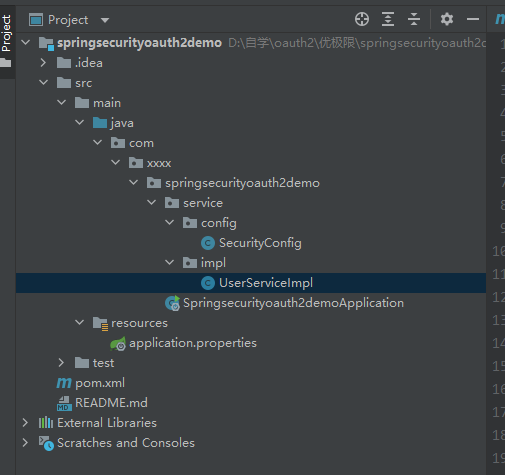 Project
Project
springsecurityoauth2demo D:\自学\oauth2\优极限\springsecurityoauth2d
.idea
src
main
java
com
xxxx
springsecurityoauth2demo
service
config
SecurityConfig
impl
UserServiceImpl
Springsecurityoauth2demoApplication
resources
application.properties
test
pom.xml
README.md
External Libraries
Scratches and Consoles
1
2
3
4
5
6
7
8
9
10
11
12
13
14
15
16
17
18
19